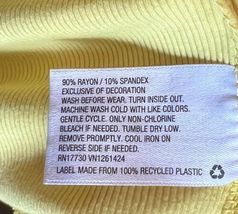 90% RAYON / 10% SPANDEX
EXCLUSIVE OF DECORATION
WASH BEFORE WEAR. TURN INSIDE OUT.
MACHINE WASH COLD WITH LIKE COLORS.
GENTLE CYCLE. ONLY NON-CHLORINE
BLEACH IF NEEDED. TUMBLE DRY LOW.
REMOVE PROMPTLY. COOL IRON ON
REVERSE SIDE IF NEEDED.
RN17730 VN1261424
LABEL MADE FROM 100% RECYCLED PLASTIC